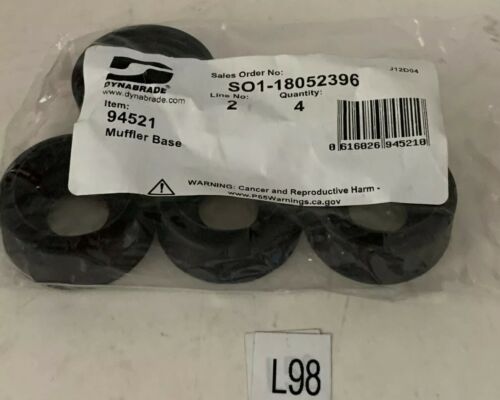 DYNABRADE
www.dynabrade.com
Sales Order No:
J12D04
SO1-18052396
Line No:
Quantity:
2
4
Item:
94521
Muffler Base
0 616026 945210
WARNING: Cancer and Reproductive Harm -
www.P65Warnings.ca.gov
L98